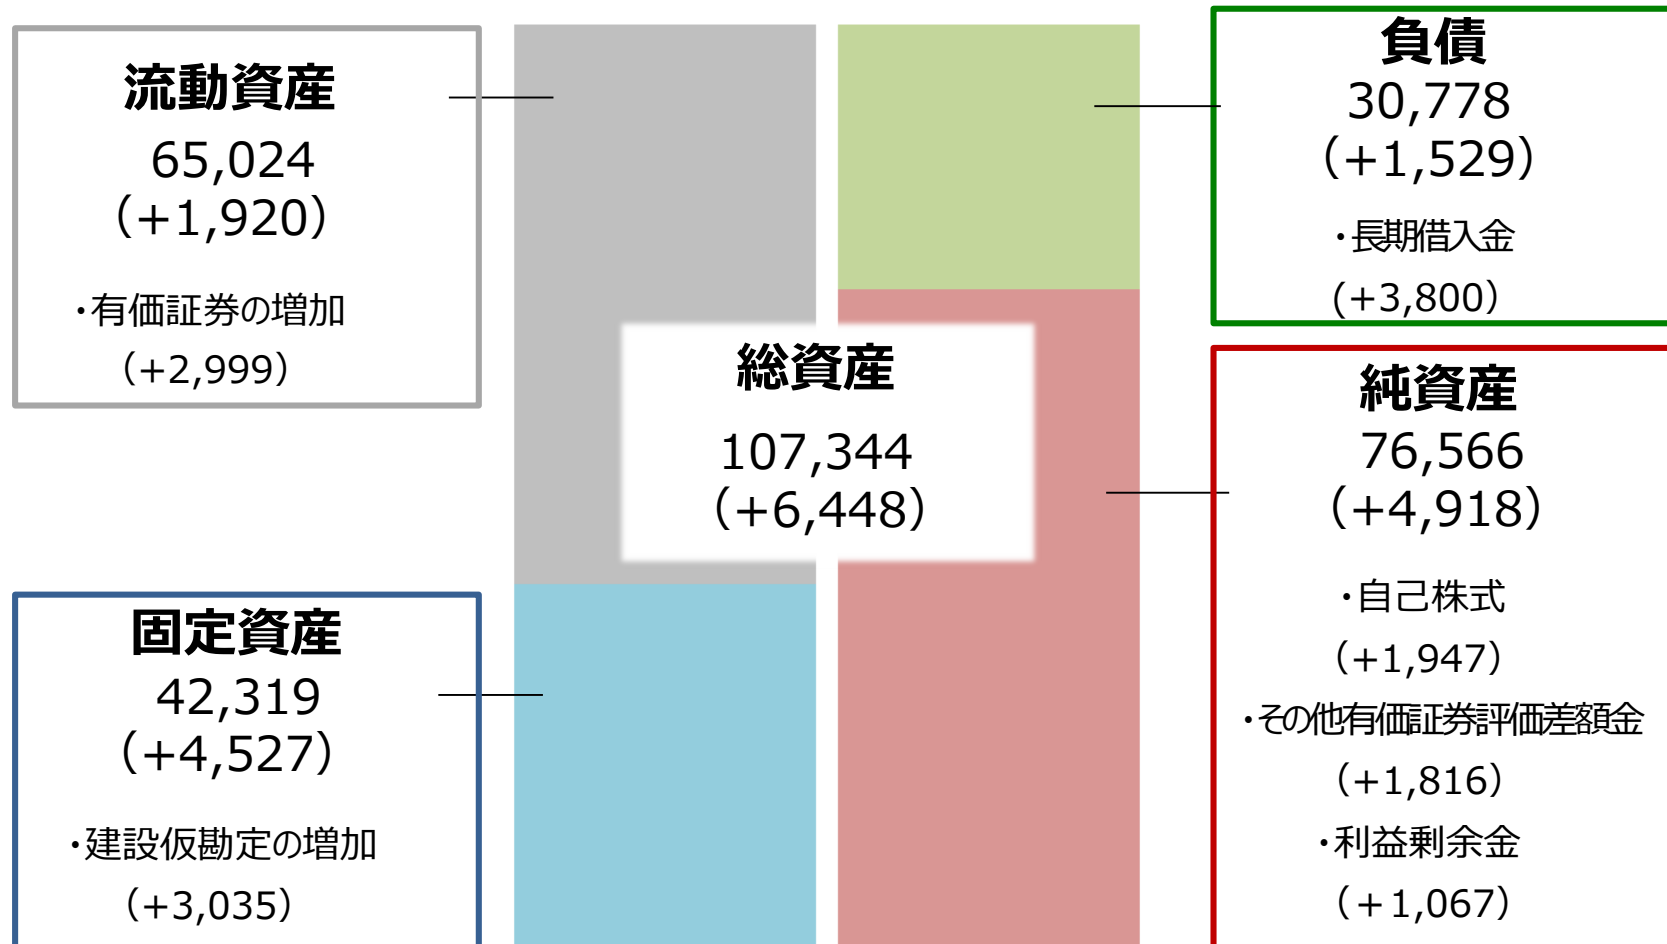 流動資産
65,024
（+1,920）
・有価証券の増加
（+2,999）
固定資産
42,319
（+4,527）
・建設仮勘定の増加
（+3,035）
総資産
107,344
（+6,448）
負債
30,778
（+1,529）
・長期借入金
(+3,800）
純資産
76,566
（+4,918）
・自己株式
（+1,947）
・その他有価証券評価差額金
（+1,816）
・利益剰余金
（+1,067）